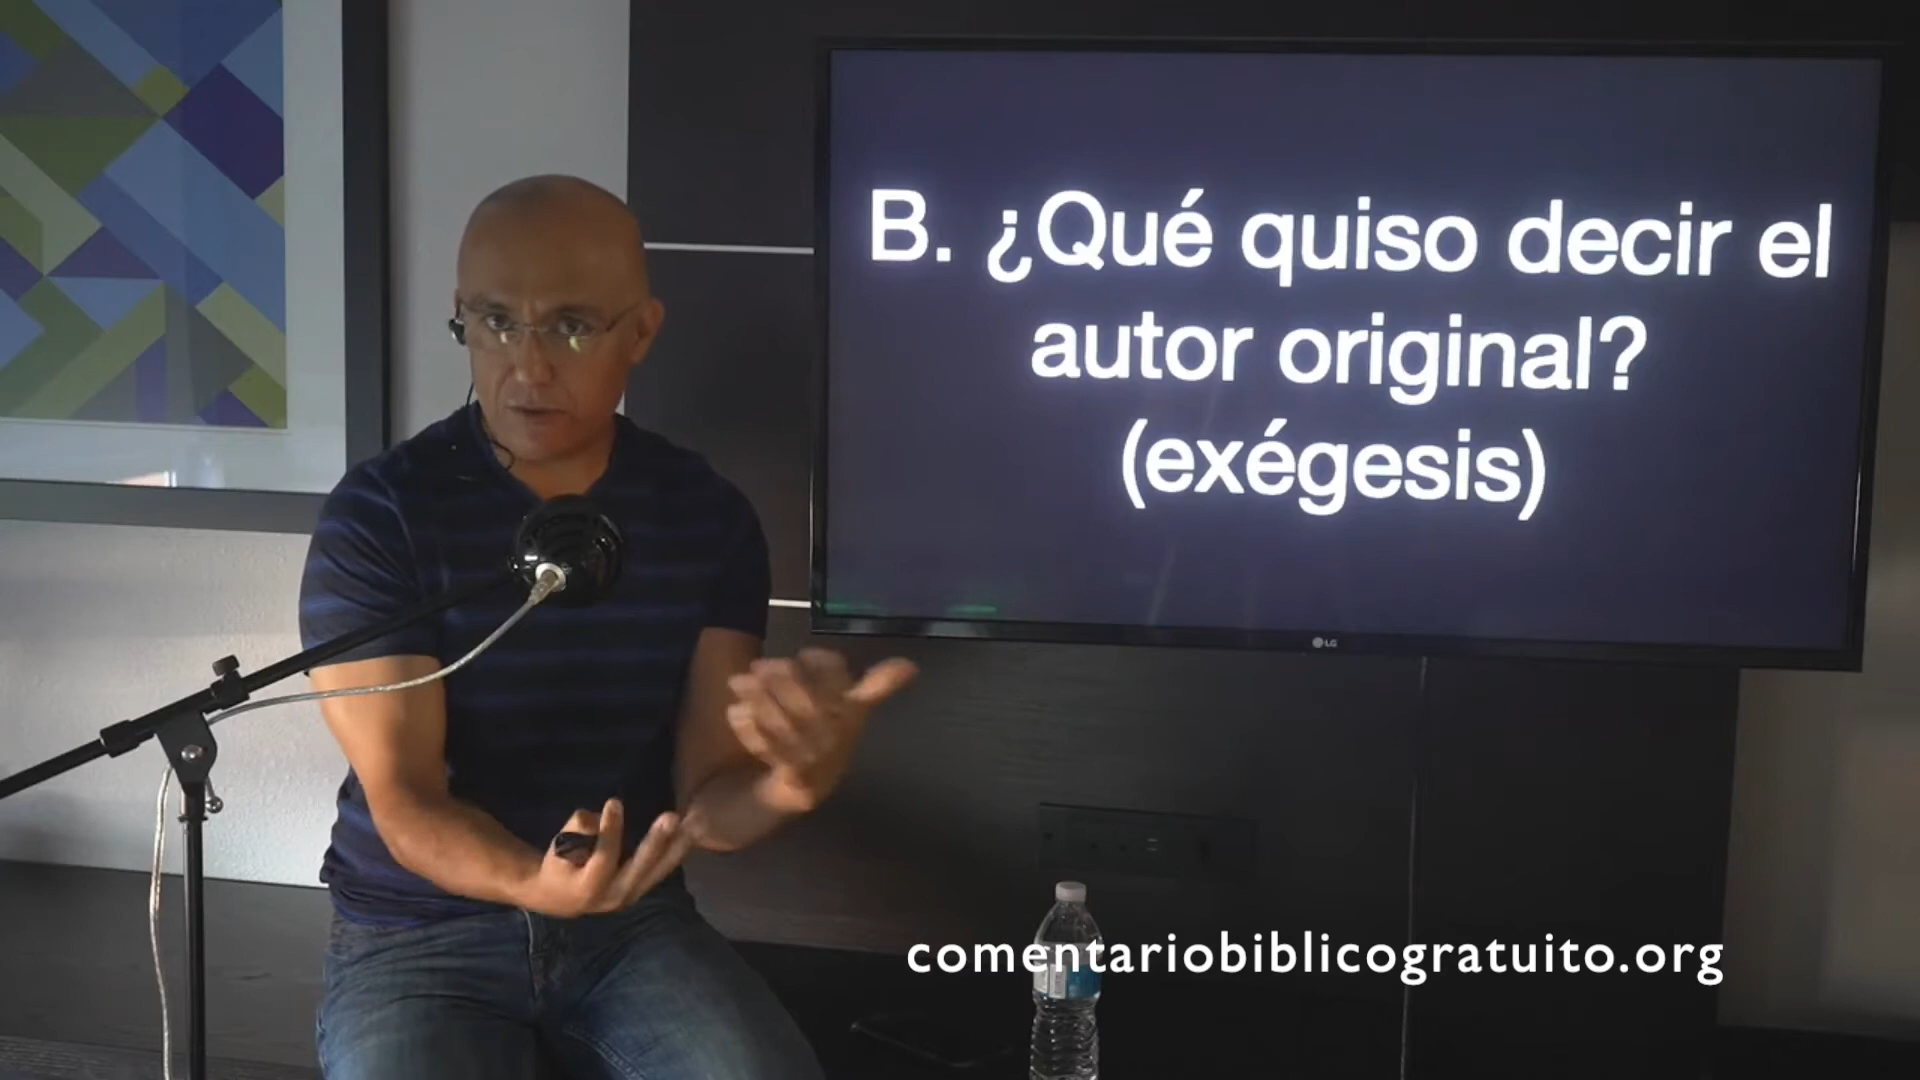 B. ¿Qué quiso decir el
autor original?
(exégesis)
LG
comentariobiblicogratuito.org